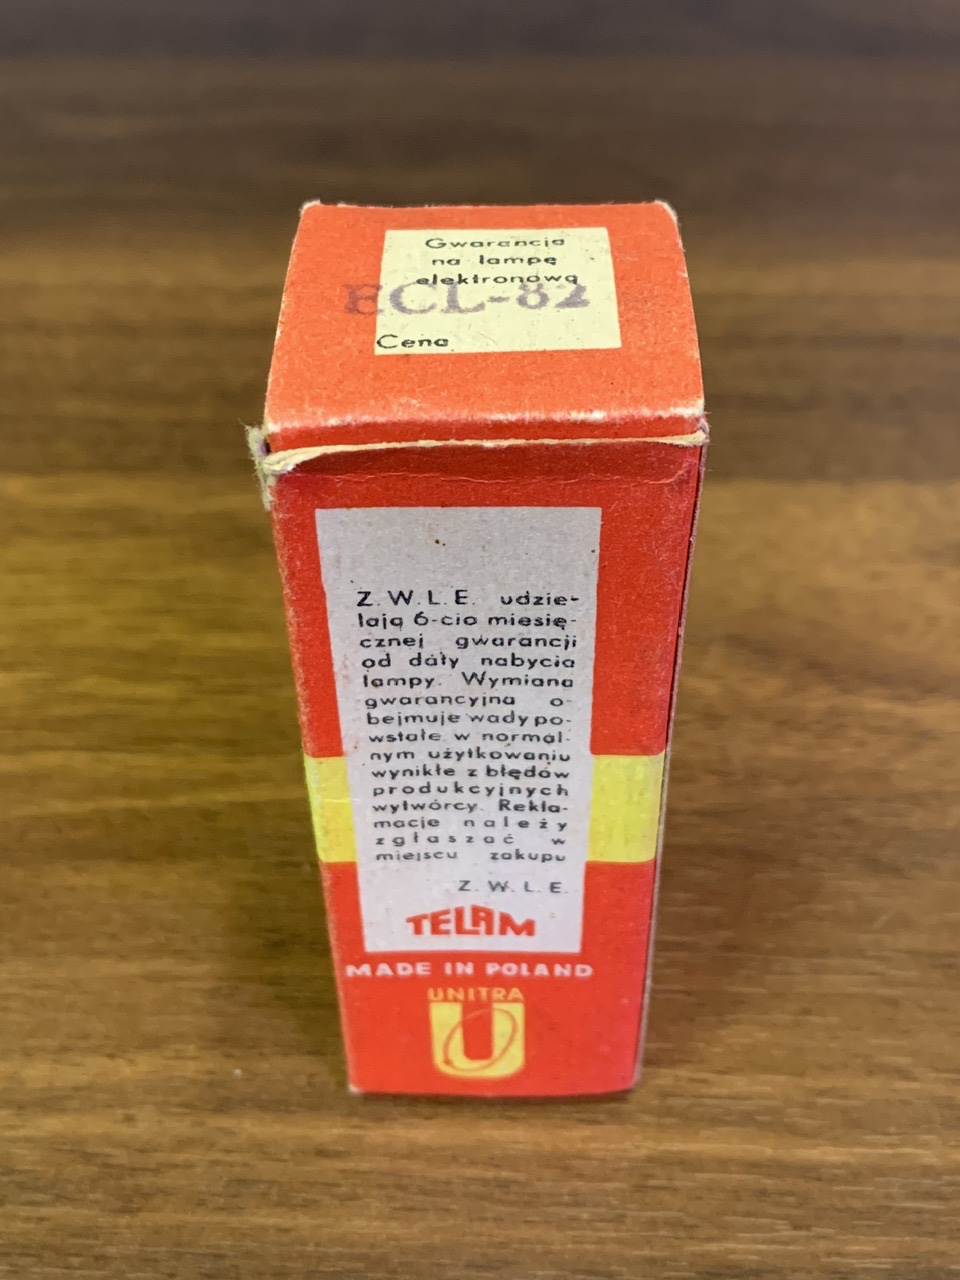 Gwarancja
na lampę
elektronową
ECL-82
Cena
Z.W.L.E. udzie-
lają 6-cio miesię-
cznej gwarancji
od daty nabycia
lampy. Wymiana
gwarancyjna o-
bejmuje wady po-
wstałe w normal-
nym użytkowaniu
wynikłe z błędów
produkcyjnych
wytwórcy. Rekla-
macje należy
zgłaszać w
miejscu zakupu
Z.W.L.E.
TELAM
MADE IN POLAND
UNITRA